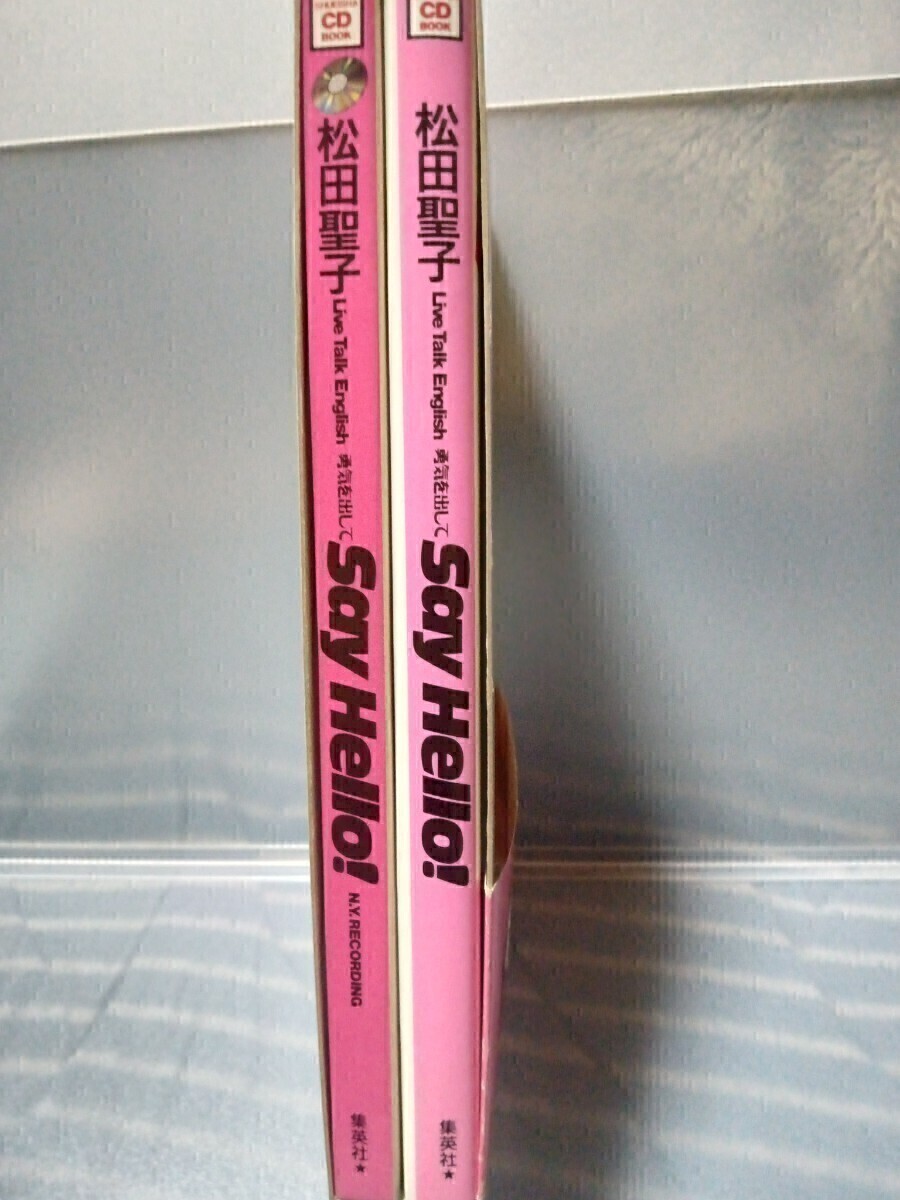 CD
BOOK
松田聖子 Live Talk English 勇気を出して Say Hello! N.Y. RECORDING
集英社★
CD
BOOK
松田聖子 Live Talk English 勇気を出して Say Hello!
集英社★